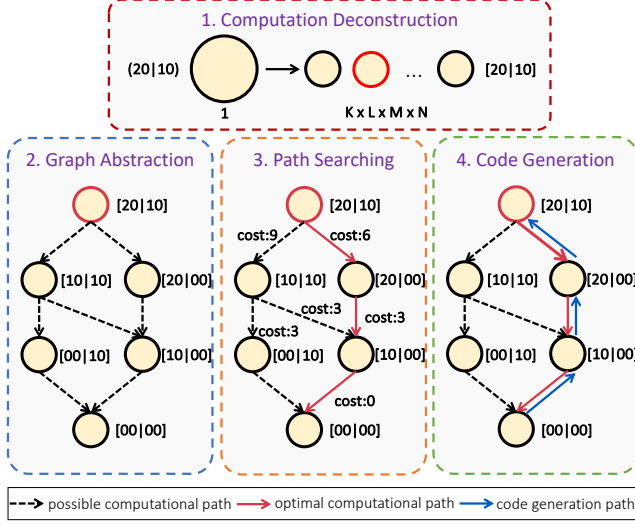 1. Computation Deconstruction
(20|10) ... [20|10]
1 K x L x M x N
2. Graph Abstraction
[20|10]
[10|10] [20|00]
[00|10] [10|00]
[00|00]
3. Path Searching
[20|10]
cost:9 cost:6
[10|10] [20|00]
cost:3 cost:3
cost:3
[00|10] [10|00]
cost:0
[00|00]
4. Code Generation
[20|10]
[10|10] [20|00]
[00|10] [10|00]
[00|00]
possible computational path optimal computational path code generation path